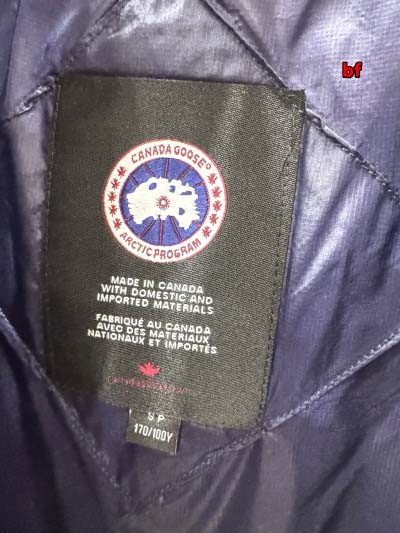 bf
CANADA GOOSE®
ARCTIC PROGRAM
MADE IN CANADA
WITH DOMESTIC AND
IMPORTED MATERIALS
FABRIQUÉ AU CANADA
AVEC DES MATERIAUX
NATIONAUX ET IMPORTÉS
S P
170/100Y